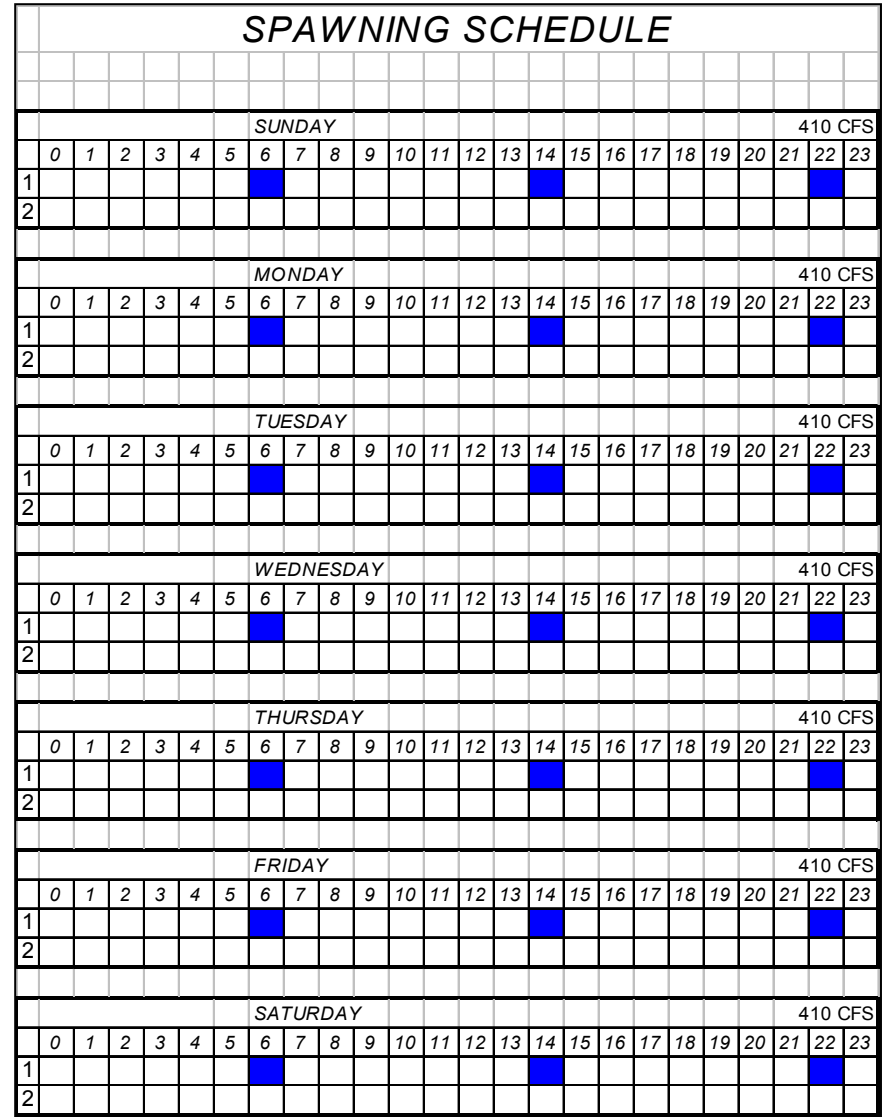 SPAWNING SCHEDULE
SUNDAY 410 CFS
0 1 2 3 4 5 6 7 8 9 10 11 12 13 14 15 16 17 18 19 20 21 22 23
1
2
MONDAY 410 CFS
0 1 2 3 4 5 6 7 8 9 10 11 12 13 14 15 16 17 18 19 20 21 22 23
1
2
TUESDAY 410 CFS
0 1 2 3 4 5 6 7 8 9 10 11 12 13 14 15 16 17 18 19 20 21 22 23
1
2
WEDNESDAY 410 CFS
0 1 2 3 4 5 6 7 8 9 10 11 12 13 14 15 16 17 18 19 20 21 22 23
1
2
THURSDAY 410 CFS
0 1 2 3 4 5 6 7 8 9 10 11 12 13 14 15 16 17 18 19 20 21 22 23
1
2
FRIDAY 410 CFS
0 1 2 3 4 5 6 7 8 9 10 11 12 13 14 15 16 17 18 19 20 21 22 23
1
2
SATURDAY 410 CFS
0 1 2 3 4 5 6 7 8 9 10 11 12 13 14 15 16 17 18 19 20 21 22 23
1
2